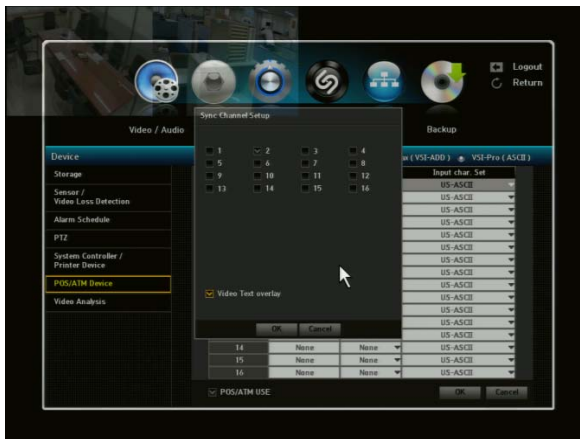 Logout
Return
Video / Audio
Backup
Sync Channel Setup
1 2 3 4
5 6 7 8
9 10 11 12
13 14 15 16
Video Text overlay
OK Cancel
Device
Storage
Sensor /
Video Loss Detection
Alarm Schedule
PTZ
System Controller /
Printer Device
POS/ATM Device
Video Analysis
(VSI-ADD) VSI-Pro (ASCII)
Input char. Set
US-ASCII
US-ASCII
US-ASCII
US-ASCII
US-ASCII
US-ASCII
US-ASCII
US-ASCII
US-ASCII
US-ASCII
US-ASCII
US-ASCII
US-ASCII
14 None None US-ASCII
15 None None US-ASCII
16 None None US-ASCII
POS/ATM USE
OK Cancel